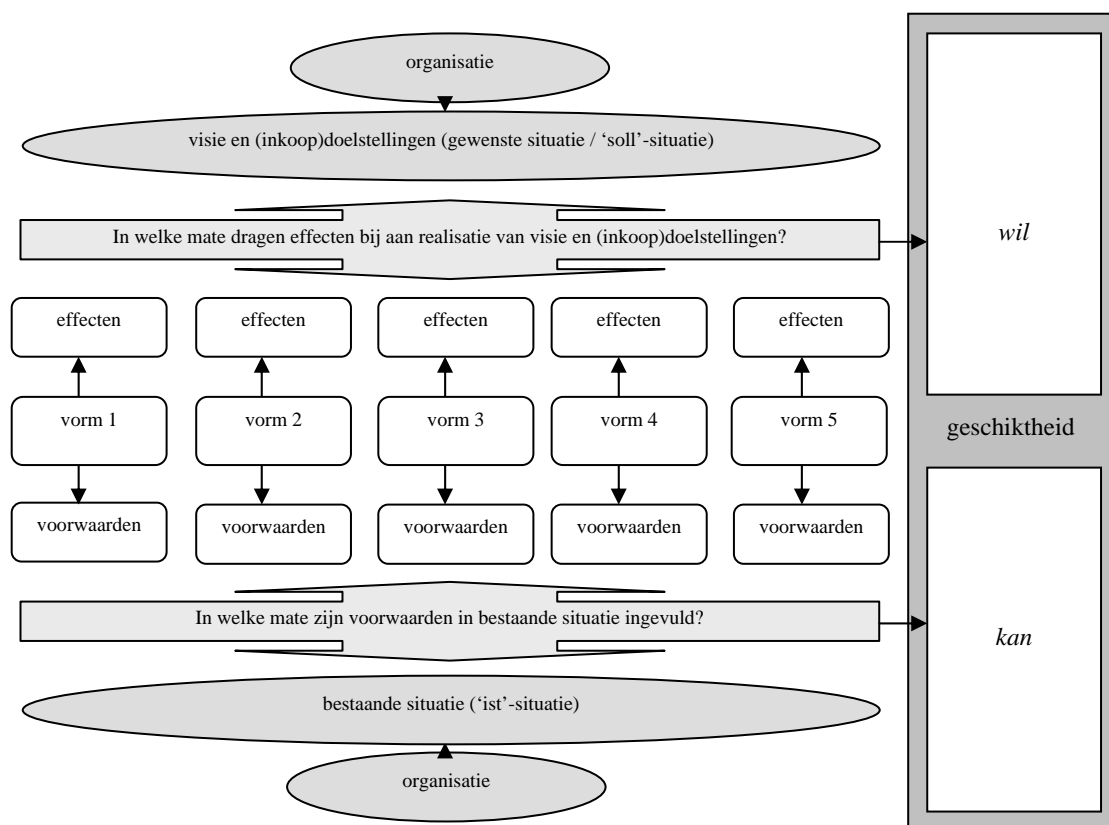 organisatie
visie en (inkoop)doelstellingen (gewenste situatie / ‘soll’-situatie)
In welke mate dragen effecten bij aan realisatie van visie en (inkoop)doelstellingen?
wil
effecten
effecten
effecten
effecten
effecten
vorm 1
vorm 2
vorm 3
vorm 4
vorm 5
geschiktheid
voorwaarden
voorwaarden
voorwaarden
voorwaarden
voorwaarden
In welke mate zijn voorwaarden in bestaande situatie ingevuld?
kan
bestaande situatie (‘ist’-situatie)
organisatie